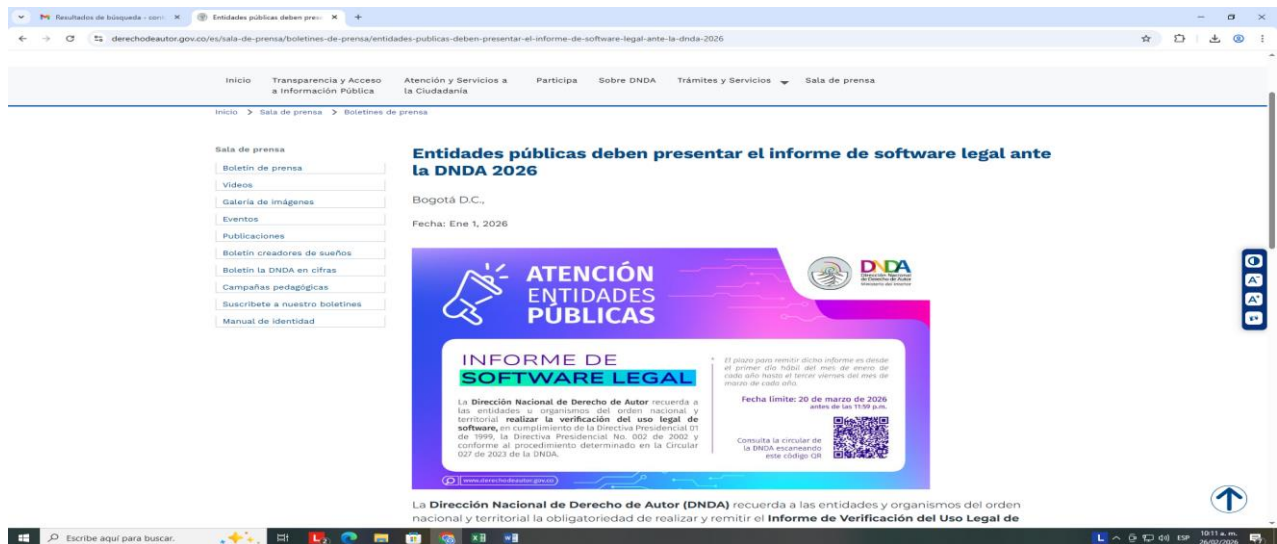 Resultados de búsqueda - con
Entidades públicas deben pres
derechodeautor.gov.co/es/sala-de-prensa/boletines-de-prensa/entidades-publicas-deben-presentar-el-informe-de-software-legal-ante-la-dnda-2026
Inicio
Transparencia y Acceso
a Información Pública
Atención y Servicios a
la Ciudadanía
Participa
Sobre DNDA
Trámites y Servicios
Sala de prensa
Inicio > Sala de prensa > Boletines de prensa
Sala de prensa
Boletín de prensa
Videos
Galería de imágenes
Eventos
Publicaciones
Boletín creadores de sueños
Boletín la DNDA en cifras
Campañas pedagógicas
Suscríbete a nuestro boletines
Manual de identidad
Entidades públicas deben presentar el informe de software legal ante
la DNDA 2026
Bogotá D.C.,
Fecha: Ene 1, 2026
ATENCIÓN
ENTIDADES
PÚBLICAS
DNDA
Dirección Nacional
de Derecho de Autor
Ministerio del Interior
INFORME DE
SOFTWARE LEGAL
La Dirección Nacional de Derecho de Autor recuerda a
las entidades u organismos del orden nacional y
territorial realizar la verificación del uso legal de
software, en cumplimiento de la Directiva Presidencial 01
de 1999, la Directiva Presidencial No. 002 de 2002 y
conforme al procedimiento determinado en la Circular
027 de 2023 de la DNDA.
El plazo para remitir dicho informe es desde
el primer día hábil del mes de enero de
cada año hasta el tercer viernes del mes de
marzo de cada año.
Fecha límite: 20 de marzo de 2026
antes de las 11:59 p.m.
Consulta la circular de
la DNDA escaneando
este código QR
www.derechodeautor.gov.co
La Dirección Nacional de Derecho de Autor (DNDA) recuerda a las entidades y organismos del orden
nacional y territorial la obligatoriedad de realizar y remitir el Informe de Verificación del Uso Legal de
Escribe aquí para buscar.
ESP
10:11 a. m.
26/02/2026